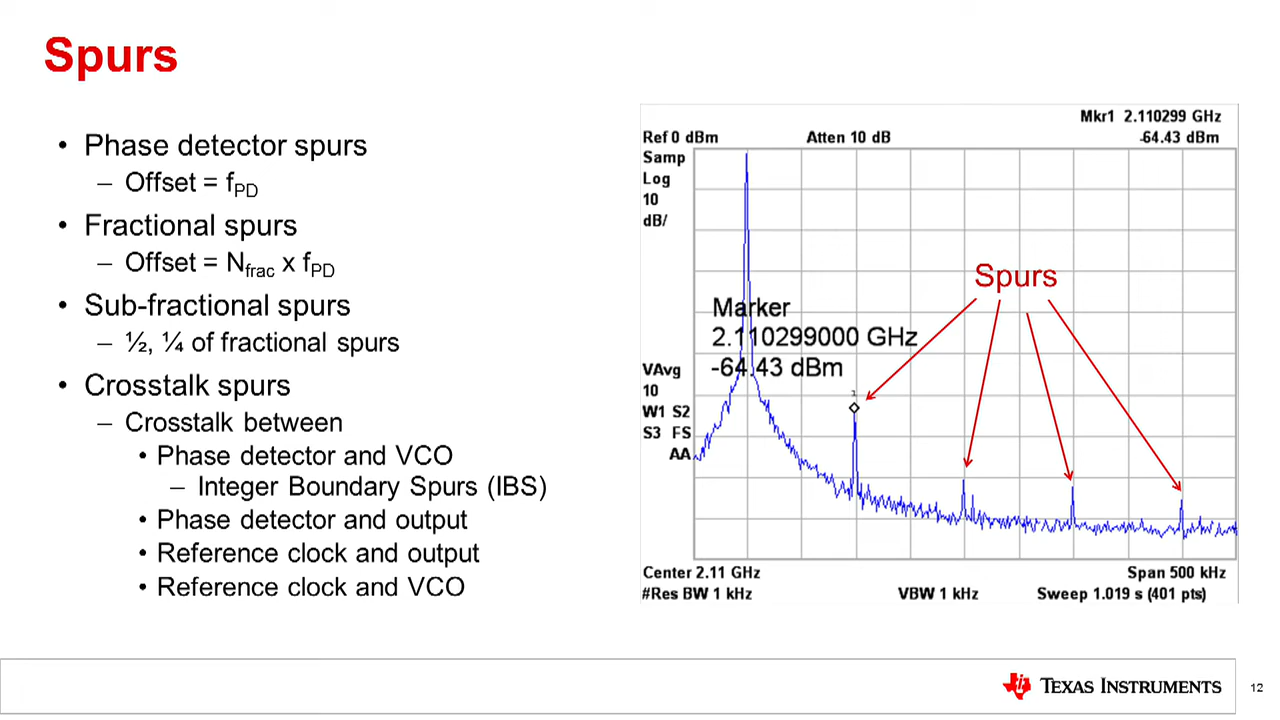 Spurs
• Phase detector spurs
– Offset = fPD
• Fractional spurs
– Offset = Nfrac x fPD
• Sub-fractional spurs
– ½, ¼ of fractional spurs
• Crosstalk spurs
– Crosstalk between
• Phase detector and VCO
– Integer Boundary Spurs (IBS)
• Phase detector and output
• Reference clock and output
• Reference clock and VCO
Mkr1 2.110299 GHz
Ref 0 dBm Atten 10 dB -64.43 dBm
Samp
Log
10
dB/
Spurs
Marker
2.110299000 GHz
-64.43 dBm
1
VAvg
10
W1 S2
S3 FS
AA
Center 2.11 GHz Span 500 kHz
#Res BW 1 kHz VBW 1 kHz Sweep 1.019 s (401 pts)
TEXAS INSTRUMENTS
12